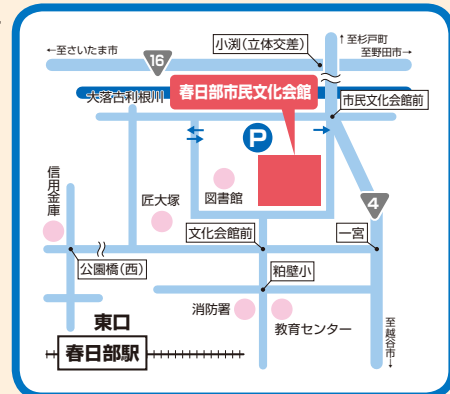 ↑至杉戸町
至野田市→
小渕(立体交差)
←至さいたま市
16
春日部市民文化会館
大落古利根川
市民文化会館前
P
信用金庫
図書館
匠大塚
4
文化会館前
一宮
公園橋(西)
粕壁小
消防署
教育センター
至越谷市→
東口
春日部駅